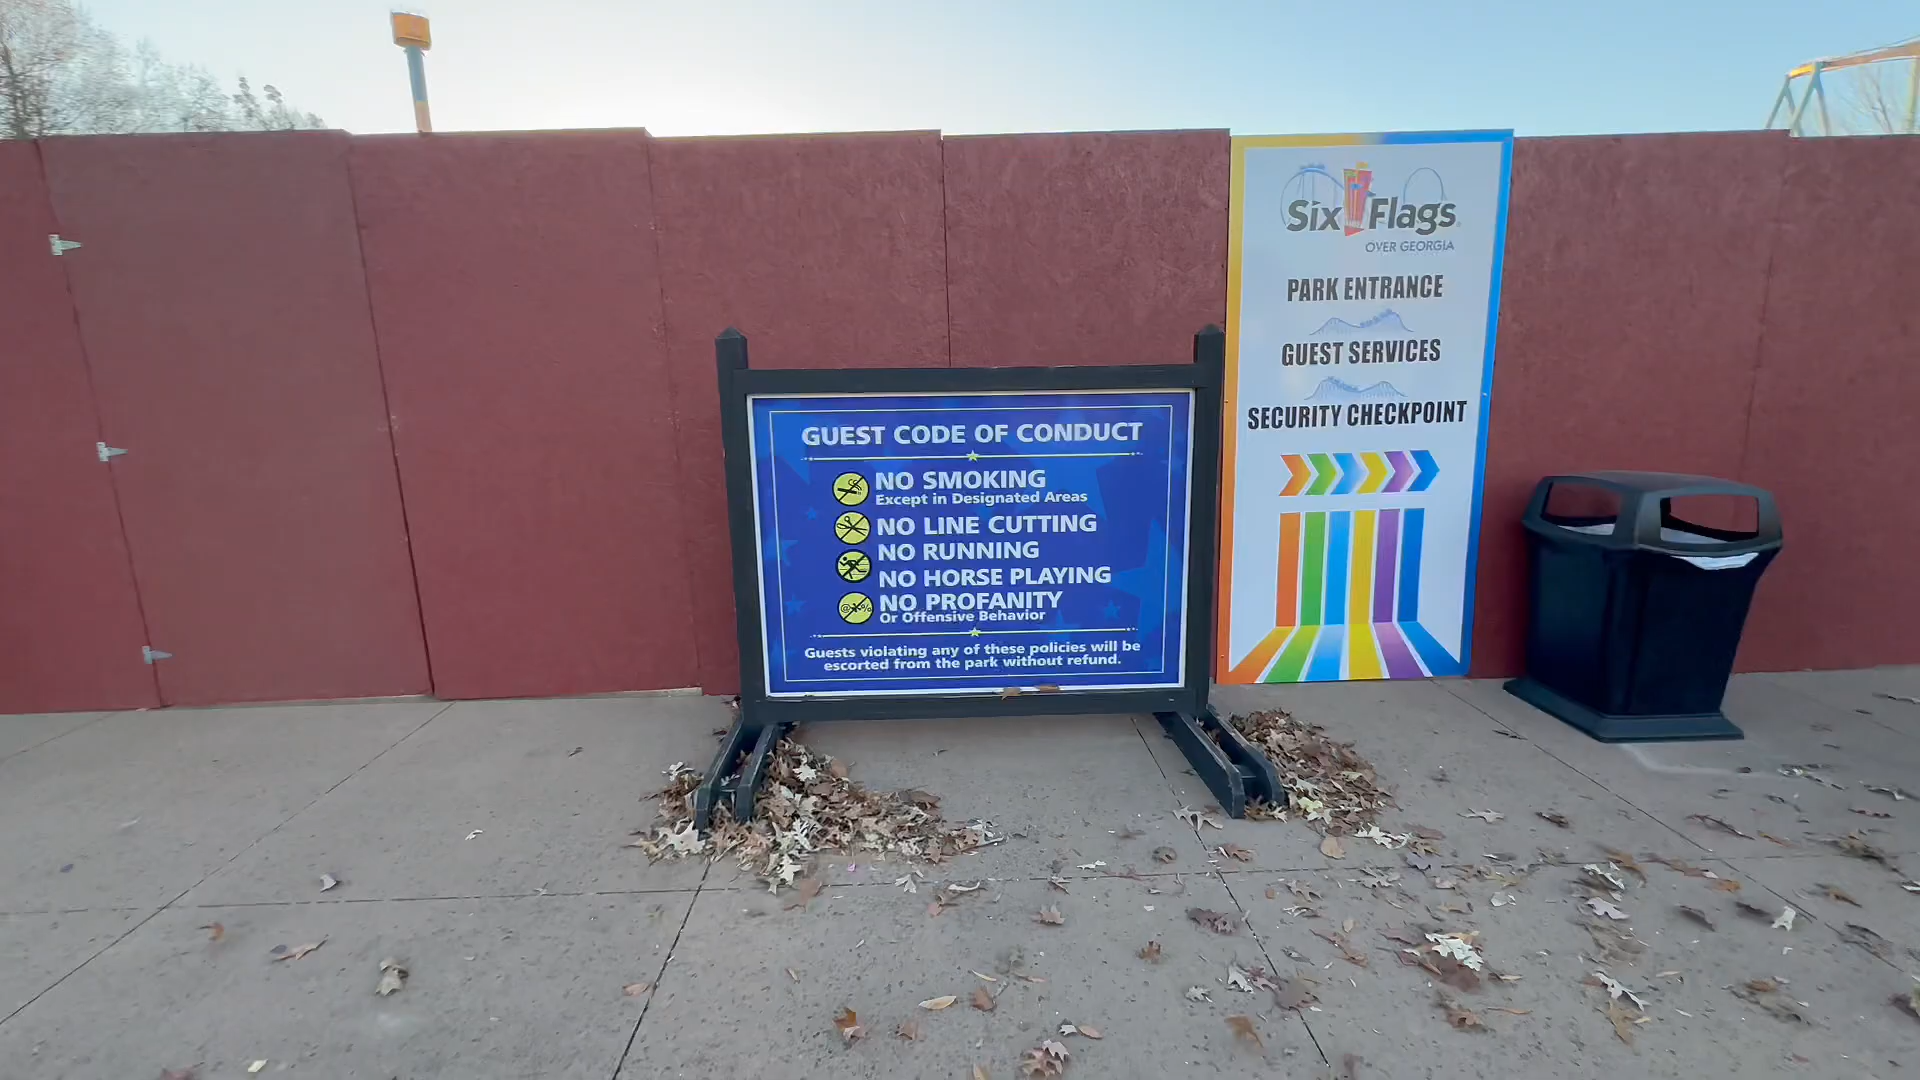 GUEST CODE OF CONDUCT
NO SMOKING
Except in Designated Areas
NO LINE CUTTING
NO RUNNING
NO HORSE PLAYING
NO PROFANITY
Or Offensive Behavior
Guests violating any of these policies will be
escorted from the park without refund.
Six Flags
OVER GEORGIA
PARK ENTRANCE
GUEST SERVICES
SECURITY CHECKPOINT